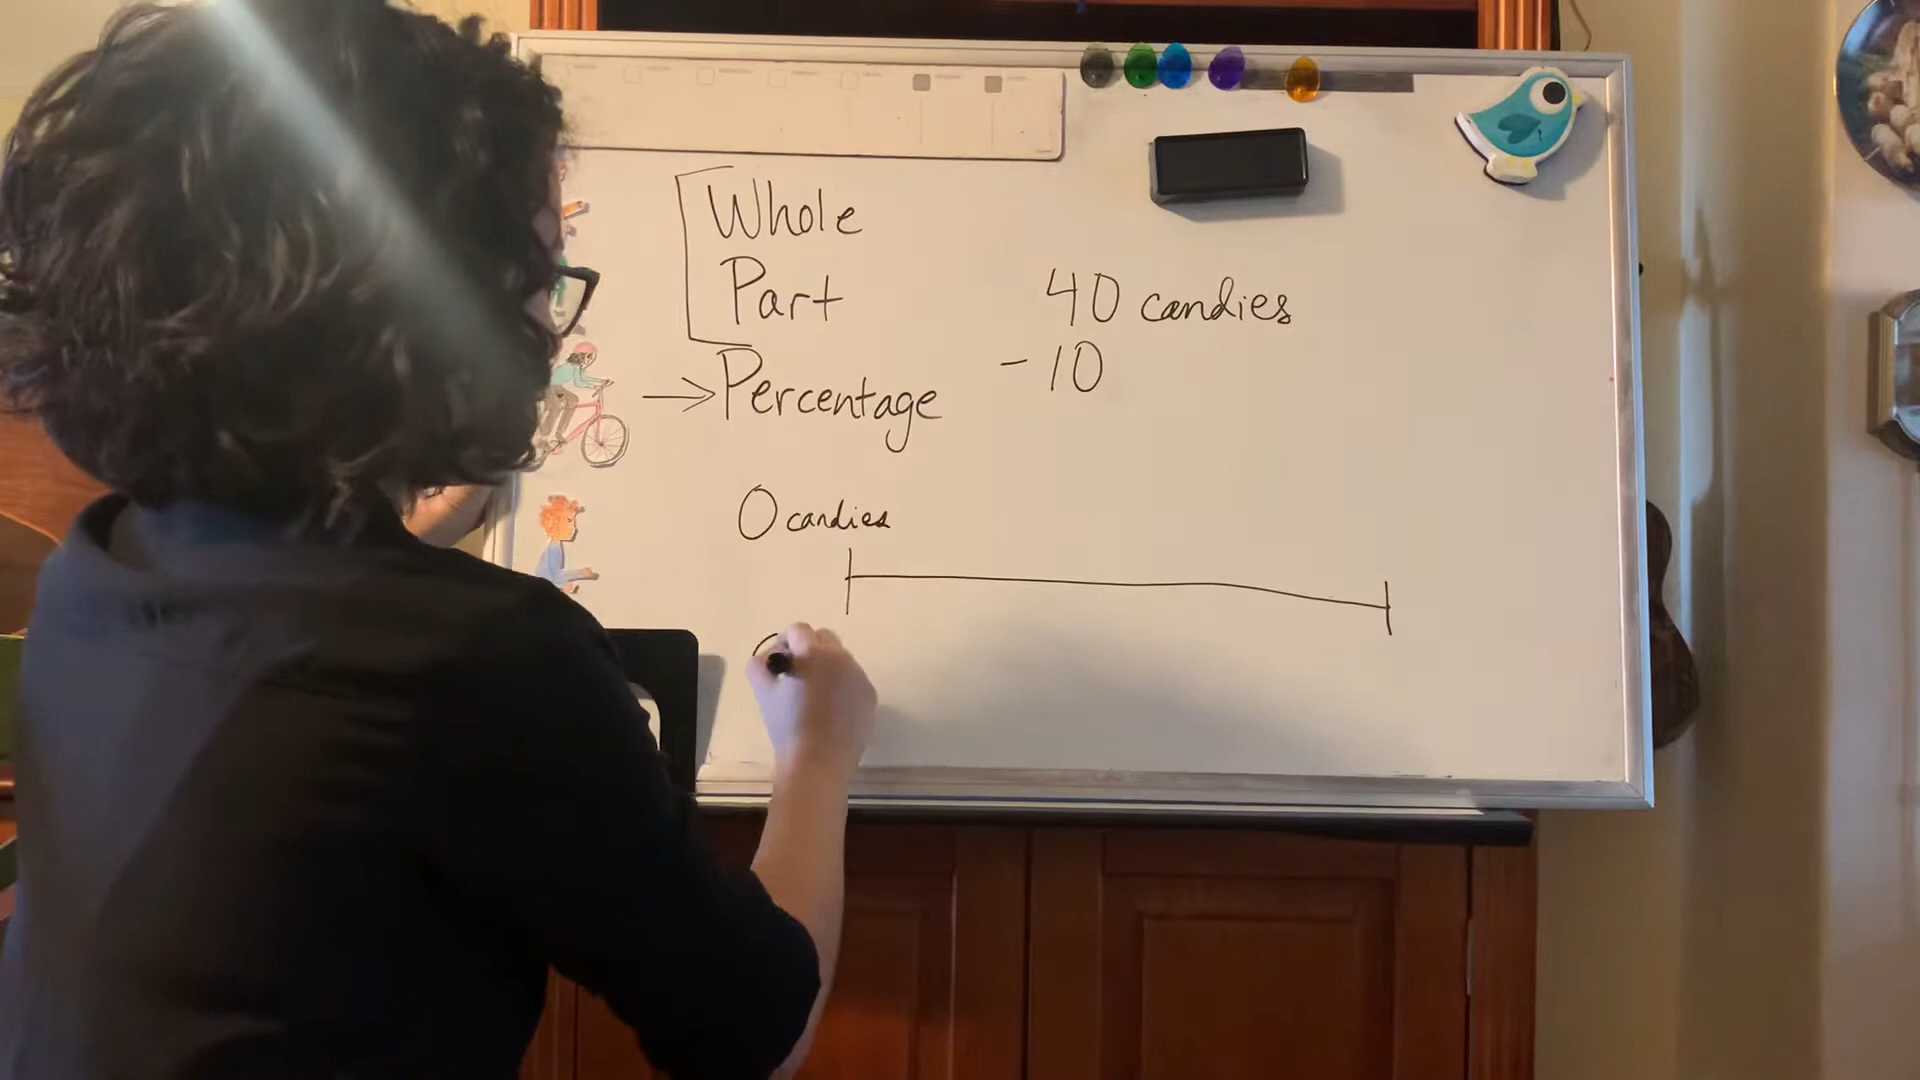 Whole
Part
Percentage
40 candies
- 10
0 candies